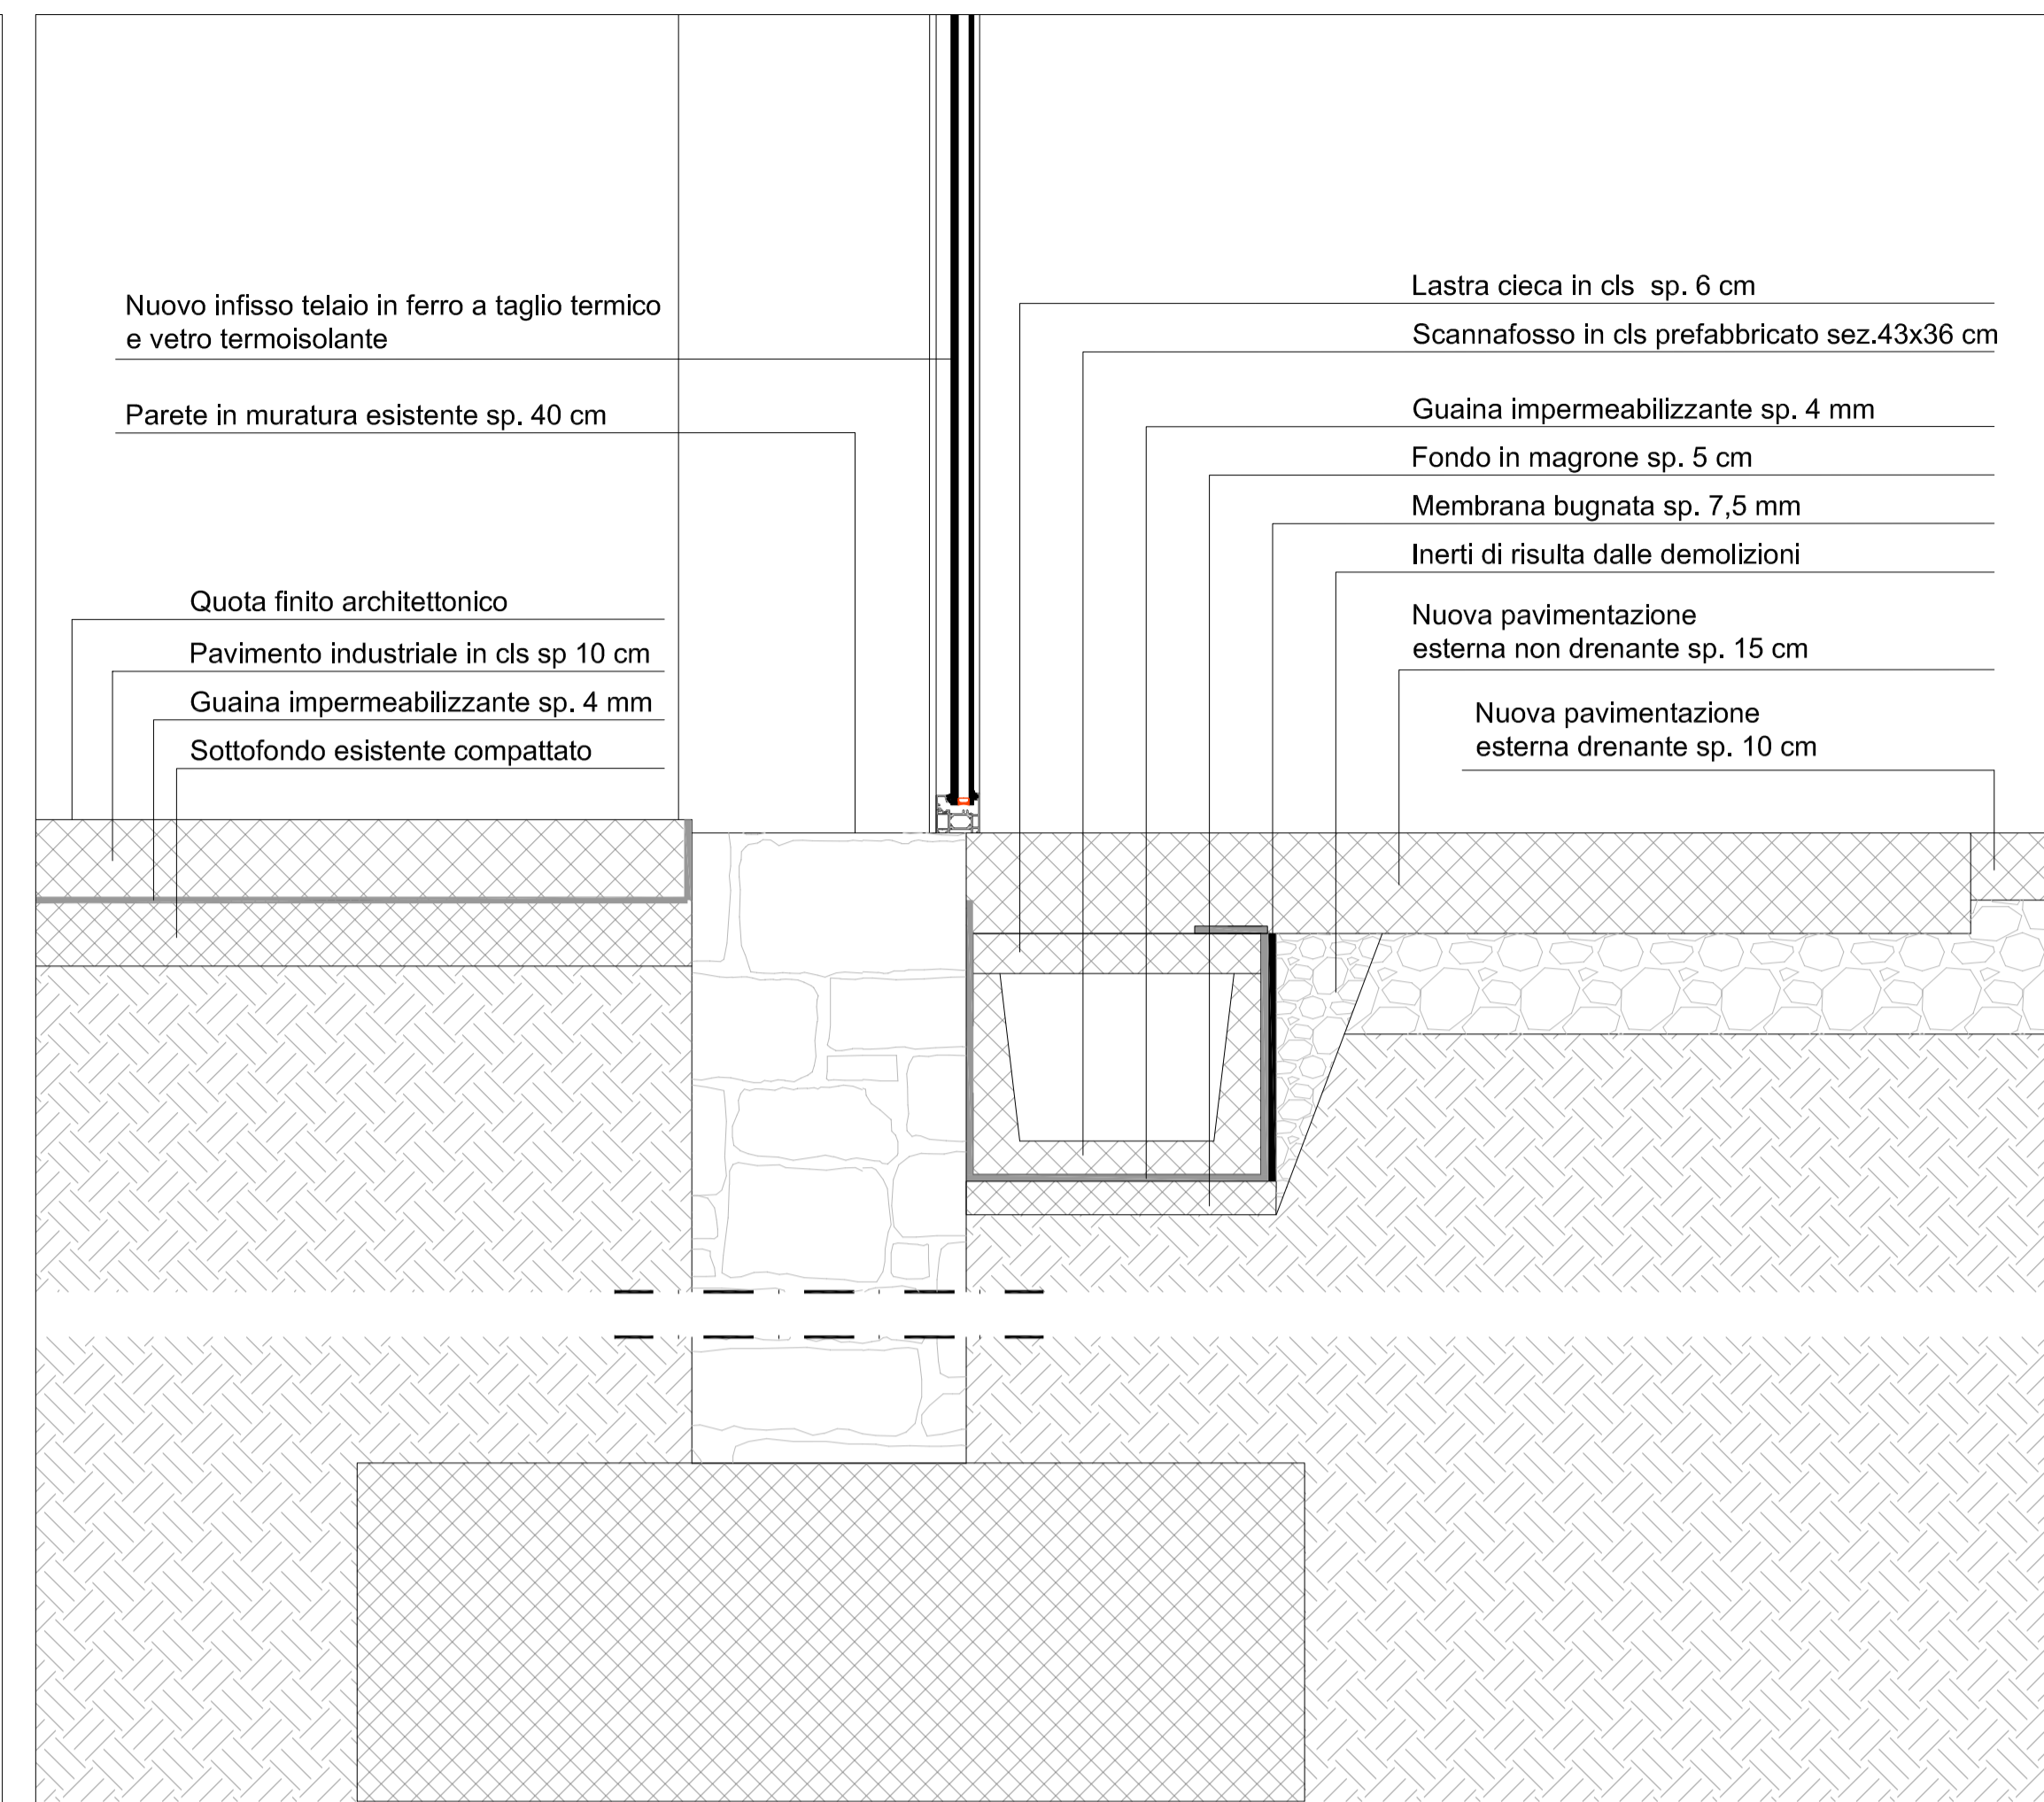 Nuovo infisso telaio in ferro a taglio termico
e vetro termoisolante
Parete in muratura esistente sp. 40 cm
Quota finito architettonico
Pavimento industriale in cls sp 10 cm
Guaina impermeabilizzante sp. 4 mm
Sottofondo esistente compattato
Lastra cieca in cls  sp. 6 cm
Scannafosso in cls prefabbricato sez.43x36 cm
Guaina impermeabilizzante sp. 4 mm
Fondo in magrone sp. 5 cm
Membrana bugnata sp. 7,5 mm
Inerti di risulta dalle demolizioni
Nuova pavimentazione
esterna non drenante sp. 15 cm
Nuova pavimentazione
esterna drenante sp. 10 cm